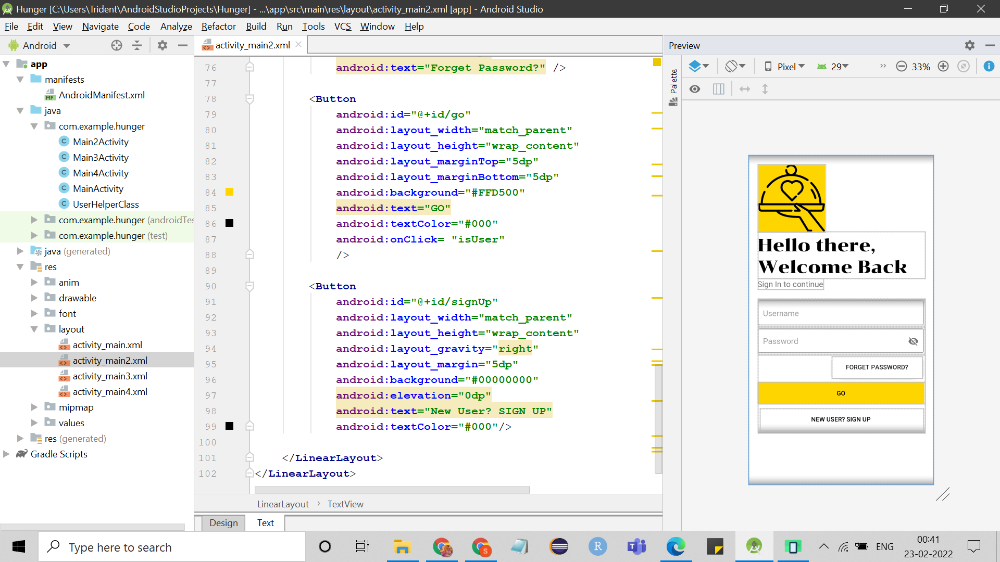 Hunger [C:\Users\Trident\AndroidStudioProjects\Hunger] - ...\app\src\main\res\layout\activity_main2.xml [app] - Android Studio
File Edit View Navigate Code Analyze Refactor Build Run Tools VCS Window Help
Android
app
manifests
AndroidManifest.xml
java
com.example.hunger
Main2Activity
Main3Activity
Main4Activity
MainActivity
UserHelperClass
com.example.hunger (androidTes
com.example.hunger (test)
java (generated)
res
anim
drawable
font
layout
activity_main.xml
activity_main2.xml
activity_main3.xml
activity_main4.xml
mipmap
values
res (generated)
Gradle Scripts
activity_main2.xml
76 android:text="Forget Password?" />
77
78 <Button
79 android:id="@+id/go"
80 android:layout_width="match_parent"
81 android:layout_height="wrap_content"
82 android:layout_marginTop="5dp"
83 android:layout_marginBottom="5dp"
84 android:background="#FFD500"
85 android:text="GO"
86 android:textColor="#000"
87 android:onClick= "isUser"
88 />
89
90 <Button
91 android:id="@+id/signUp"
92 android:layout_width="match_parent"
93 android:layout_height="wrap_content"
94 android:layout_gravity="right"
95 android:layout_margin="5dp"
96 android:background="#00000000"
97 android:elevation="0dp"
98 android:text="New User? SIGN UP"
99 android:textColor="#000"/>
100
101 </LinearLayout>
102 </LinearLayout>
LinearLayout › TextView
Design Text
Preview
Palette
Pixel 29 » 33%
Hello there,
Welcome Back
Sign In to continue
Username
Password
FORGET PASSWORD?
GO
NEW USER? SIGN UP
Type here to search
ENG
00:41
23-02-2022